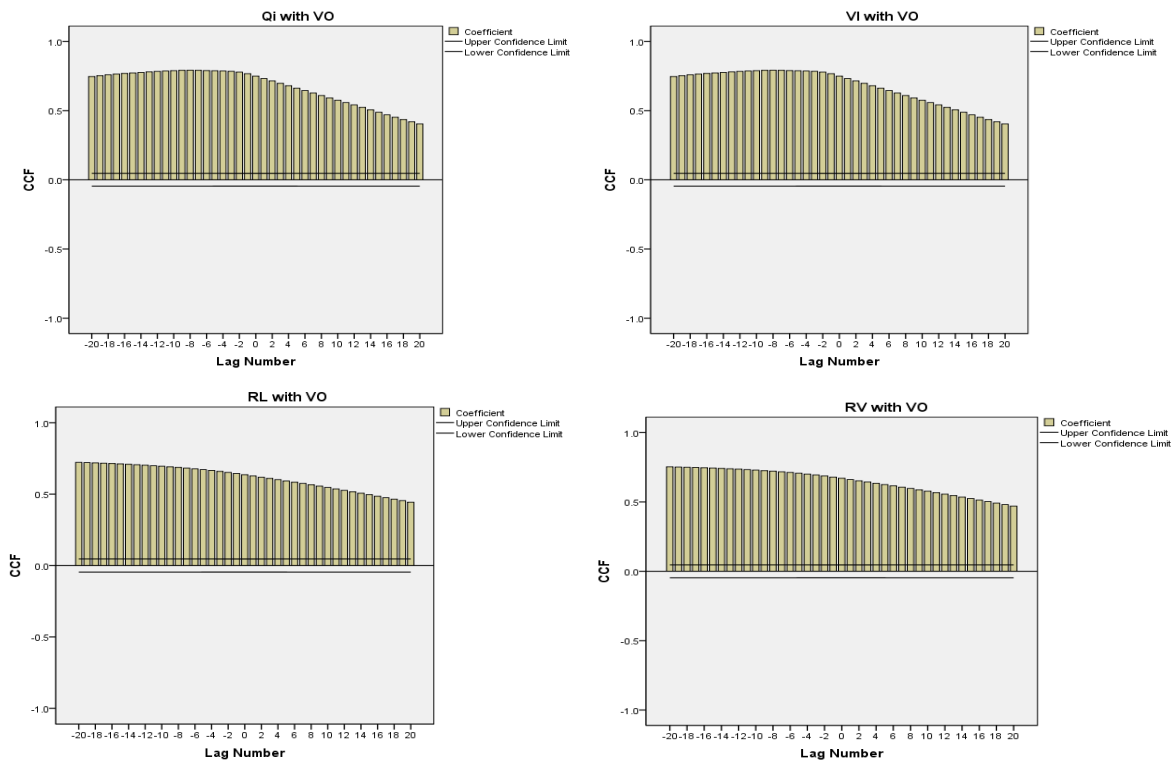 Qi with VO
Coefficient
Upper Confidence Limit
Lower Confidence Limit
1.0
0.5
0.0
-0.5
-1.0
CCF
-20 -18 -16 -14 -12 -10 -8 -6 -4 -2 0 2 4 6 8 10 12 14 16 18 20
Lag Number
VI with VO
Coefficient
Upper Confidence Limit
Lower Confidence Limit
1.0
0.5
0.0
-0.5
-1.0
CCF
-20 -18 -16 -14 -12 -10 -8 -6 -4 -2 0 2 4 6 8 10 12 14 16 18 20
Lag Number
RL with VO
Coefficient
Upper Confidence Limit
Lower Confidence Limit
1.0
0.5
0.0
-0.5
-1.0
CCF
-20 -18 -16 -14 -12 -10 -8 -6 -4 -2 0 2 4 6 8 10 12 14 16 18 20
Lag Number
RV with VO
Coefficient
Upper Confidence Limit
Lower Confidence Limit
1.0
0.5
0.0
-0.5
-1.0
CCF
-20 -18 -16 -14 -12 -10 -8 -6 -4 -2 0 2 4 6 8 10 12 14 16 18 20
Lag Number